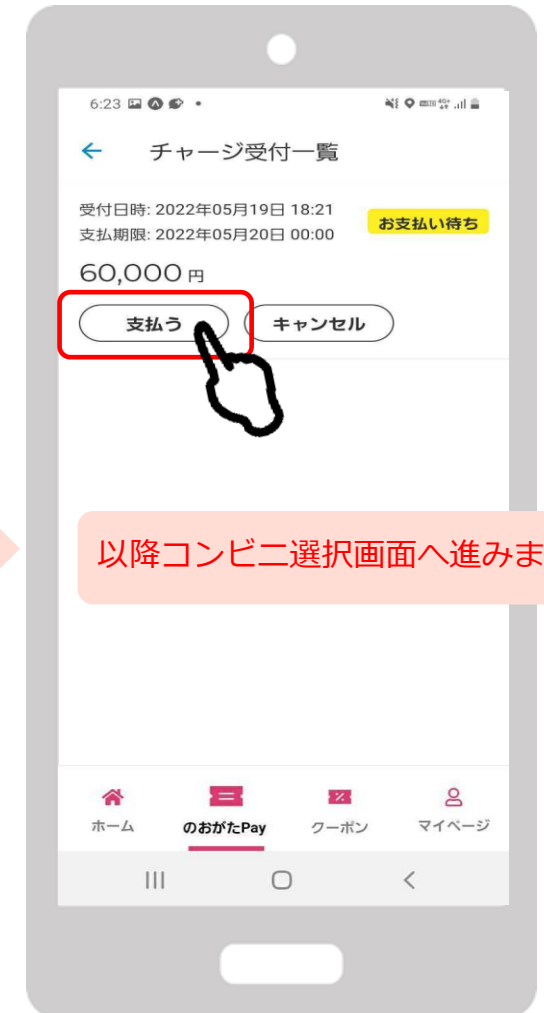 6:23
チャージ受付一覧
受付日時: 2022年05月19日 18:21
支払期限: 2022年05月20日 00:00
お支払い待ち
60,000 円
支払う
キャンセル
以降コンビニ選択画面へ進みま
ホーム
のおがたPay
クーポン
マイページ